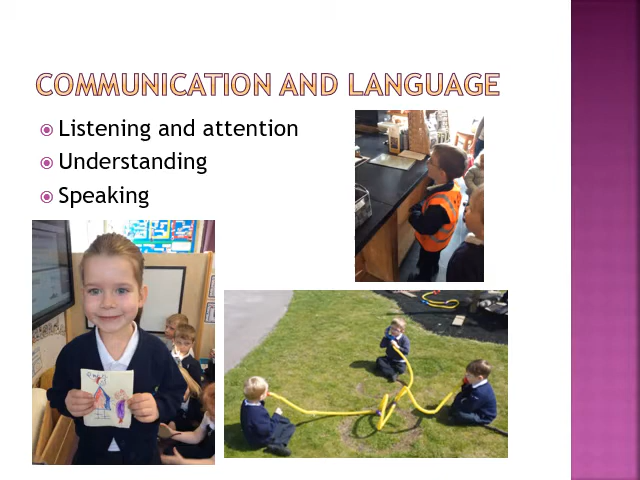 COMMUNICATION AND LANGUAGE
Listening and attention
Understanding
Speaking